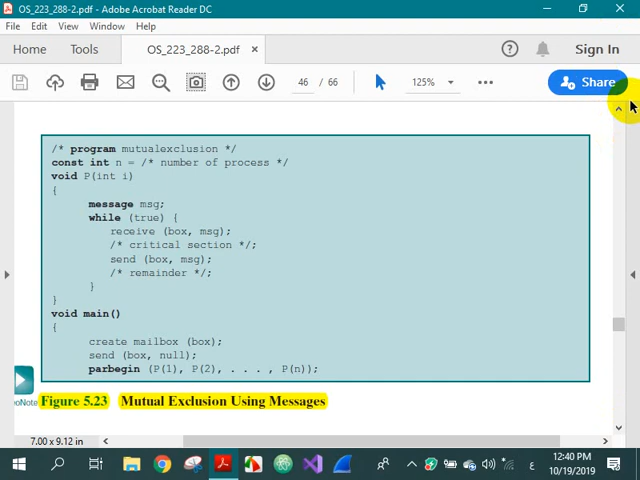 OS_223_288-2.pdf - Adobe Acrobat Reader DC
File Edit View Window Help
Home Tools OS_223_288-2.pdf × Sign In
46 / 66 125% Share
/* program mutualexclusion */
const int n = /* number of process */
void P(int i)
{
message msg;
while (true) {
receive (box, msg);
/* critical section */;
send (box, msg);
/* remainder */;
}
}
void main()
{
create mailbox (box);
send (box, null);
parbegin (P(1), P(2), . . . , P(n));
Figure 5.23 Mutual Exclusion Using Messages
7.00 x 9.12 in
12:40 PM
ع
10/19/2019